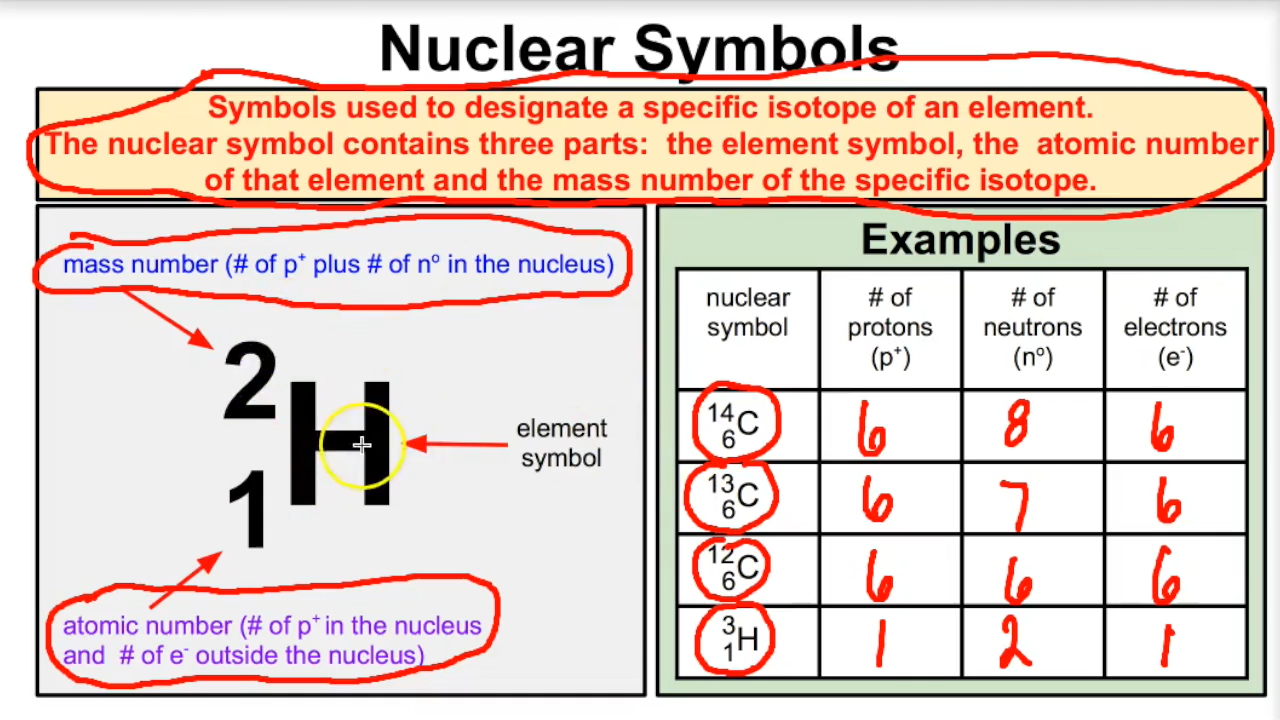 Nuclear Symbols
Symbols used to designate a specific isotope of an element.
The nuclear symbol contains three parts: the element symbol, the atomic number
of that element and the mass number of the specific isotope.
mass number (# of p⁺ plus # of nº in the nucleus)
2
H
1
element
symbol
atomic number (# of p⁺ in the nucleus
and # of e⁻ outside the nucleus)
Examples
nuclear symbol | # of protons (p⁺) | # of neutrons (nº) | # of electrons (e⁻)
¹⁴₆C 6 8 6
¹³₆C 6 7 6
¹²₆C 6 6 6
³₁H 1 2 1